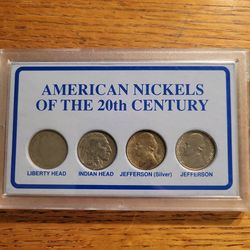 AMERICAN NICKELS
OF THE 20th CENTURY
LIBERTY HEAD
INDIAN HEAD
JEFFERSON (Silver)
JEFFERSON